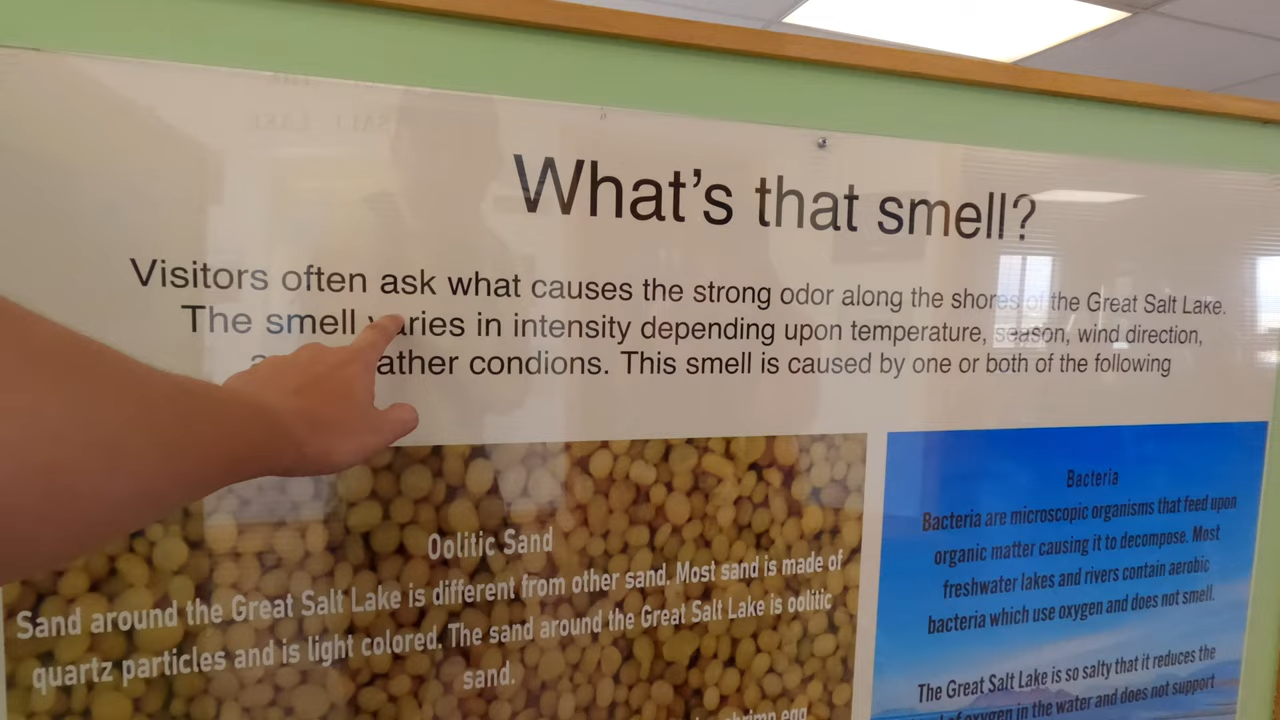 What's that smell?
Visitors often ask what causes the strong odor along the shores of the Great Salt Lake.
The smell varies in intensity depending upon temperature, season, wind direction,
ather condions. This smell is caused by one or both of the following
Oolitic Sand
Sand around the Great Salt Lake is different from other sand. Most sand is made of
quartz particles and is light colored. The sand around the Great Salt Lake is oolitic
sand.
shrimp egg
Bacteria
Bacteria are microscopic organisms that feed upon
organic matter causing it to decompose. Most
freshwater lakes and rivers contain aerobic
bacteria which use oxygen and does not smell.
The Great Salt Lake is so salty that it reduces the
of oxygen in the water and does not support